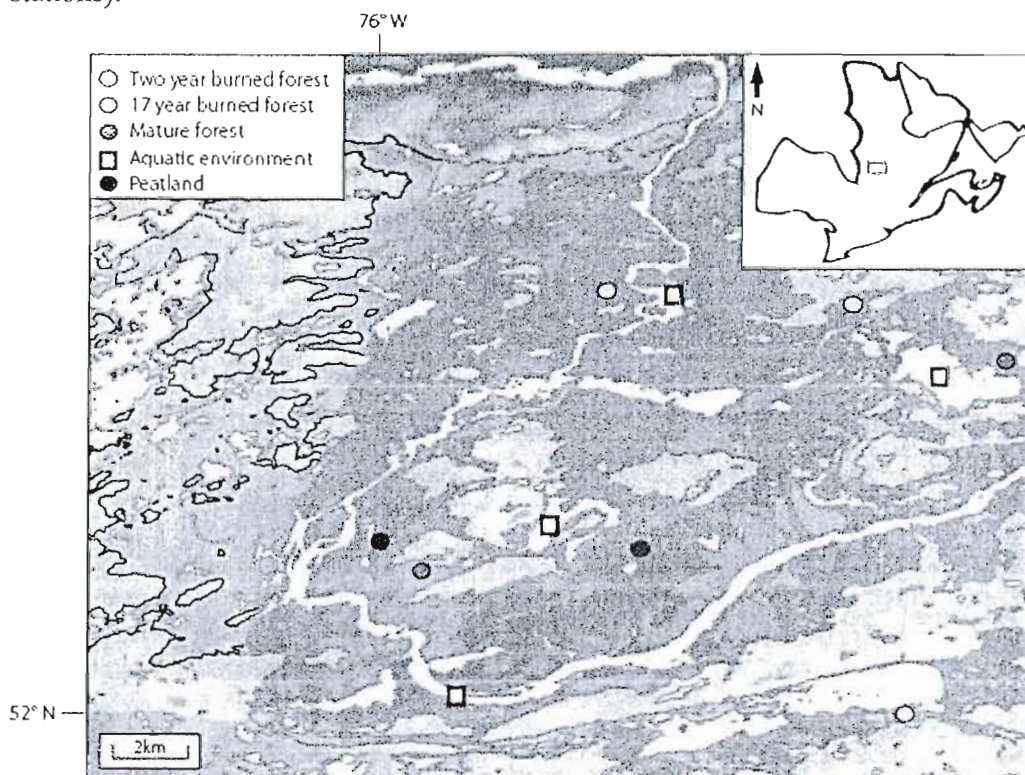 stations).
76° W
Two year burned forest
17 year burned forest
Mature forest
Aquatic environment
Peatland
N
52° N
2km